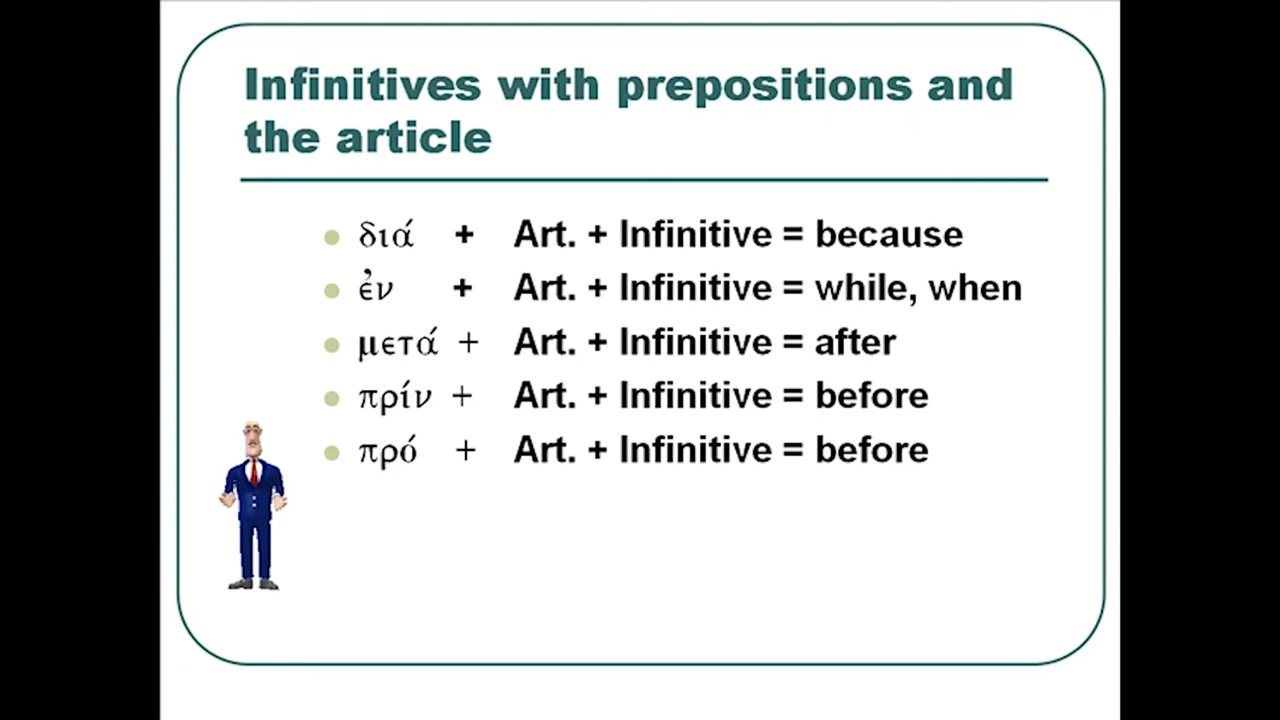 Infinitives with prepositions and
the article
διά + Art. + Infinitive = because
ἐν + Art. + Infinitive = while, when
μετά + Art. + Infinitive = after
πρίν + Art. + Infinitive = before
πρό + Art. + Infinitive = before